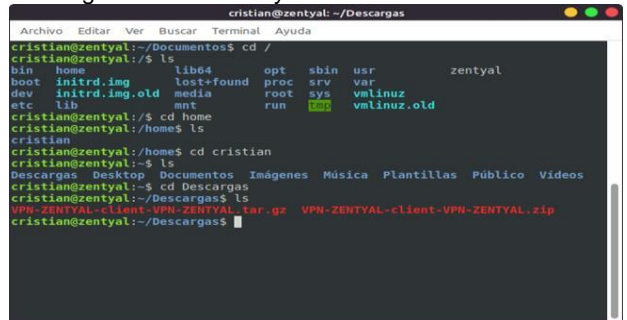 cristian@zentyal: ~/Descargas
Archivo Editar Ver Buscar Terminal Ayuda
cristian@zentyal:~/Documentos$ cd /
cristian@zentyal:/$ ls
bin home lib64 opt sbin usr zentyal
boot initrd.img lost+found proc srv var
dev initrd.img.old media root sys vmlinuz
etc lib mnt run tmp vmlinuz.old
cristian@zentyal:/$ cd home
cristian@zentyal:/home$ ls
cristian
cristian@zentyal:/home$ cd cristian
cristian@zentyal:~$ ls
Descargas Desktop Documentos Imágenes Música Plantillas Público Vídeos
cristian@zentyal:~$ cd Descargas
cristian@zentyal:~/Descargas$ ls
VPN-ZENTYAL-client-VPN-ZENTYAL.tar.gz VPN-ZENTYAL-client-VPN-ZENTYAL.zip
cristian@zentyal:~/Descargas$